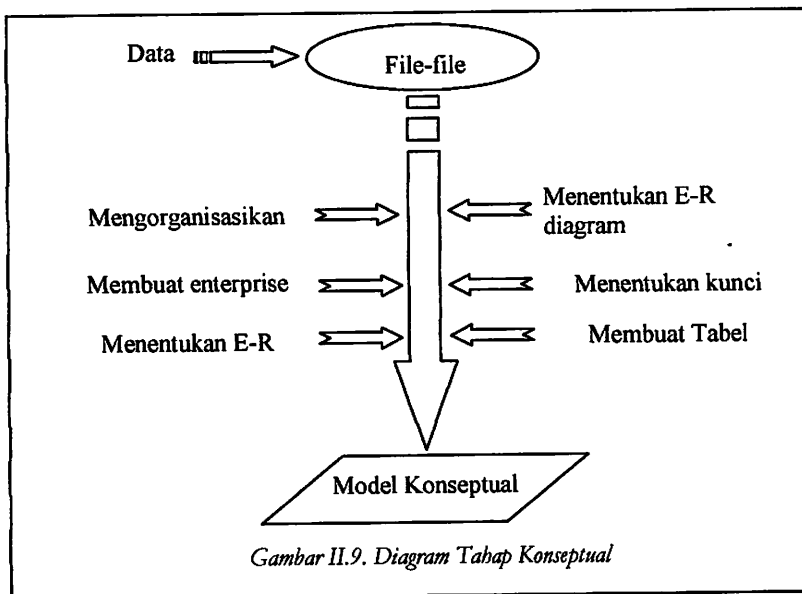 Data
File-file
Mengorganisasikan
Menentukan E-R
diagram
Membuat enterprise
Menentukan kunci
Menentukan E-R
Membuat Tabel
Model Konseptual
Gambar II.9. Diagram Tahap Konseptual